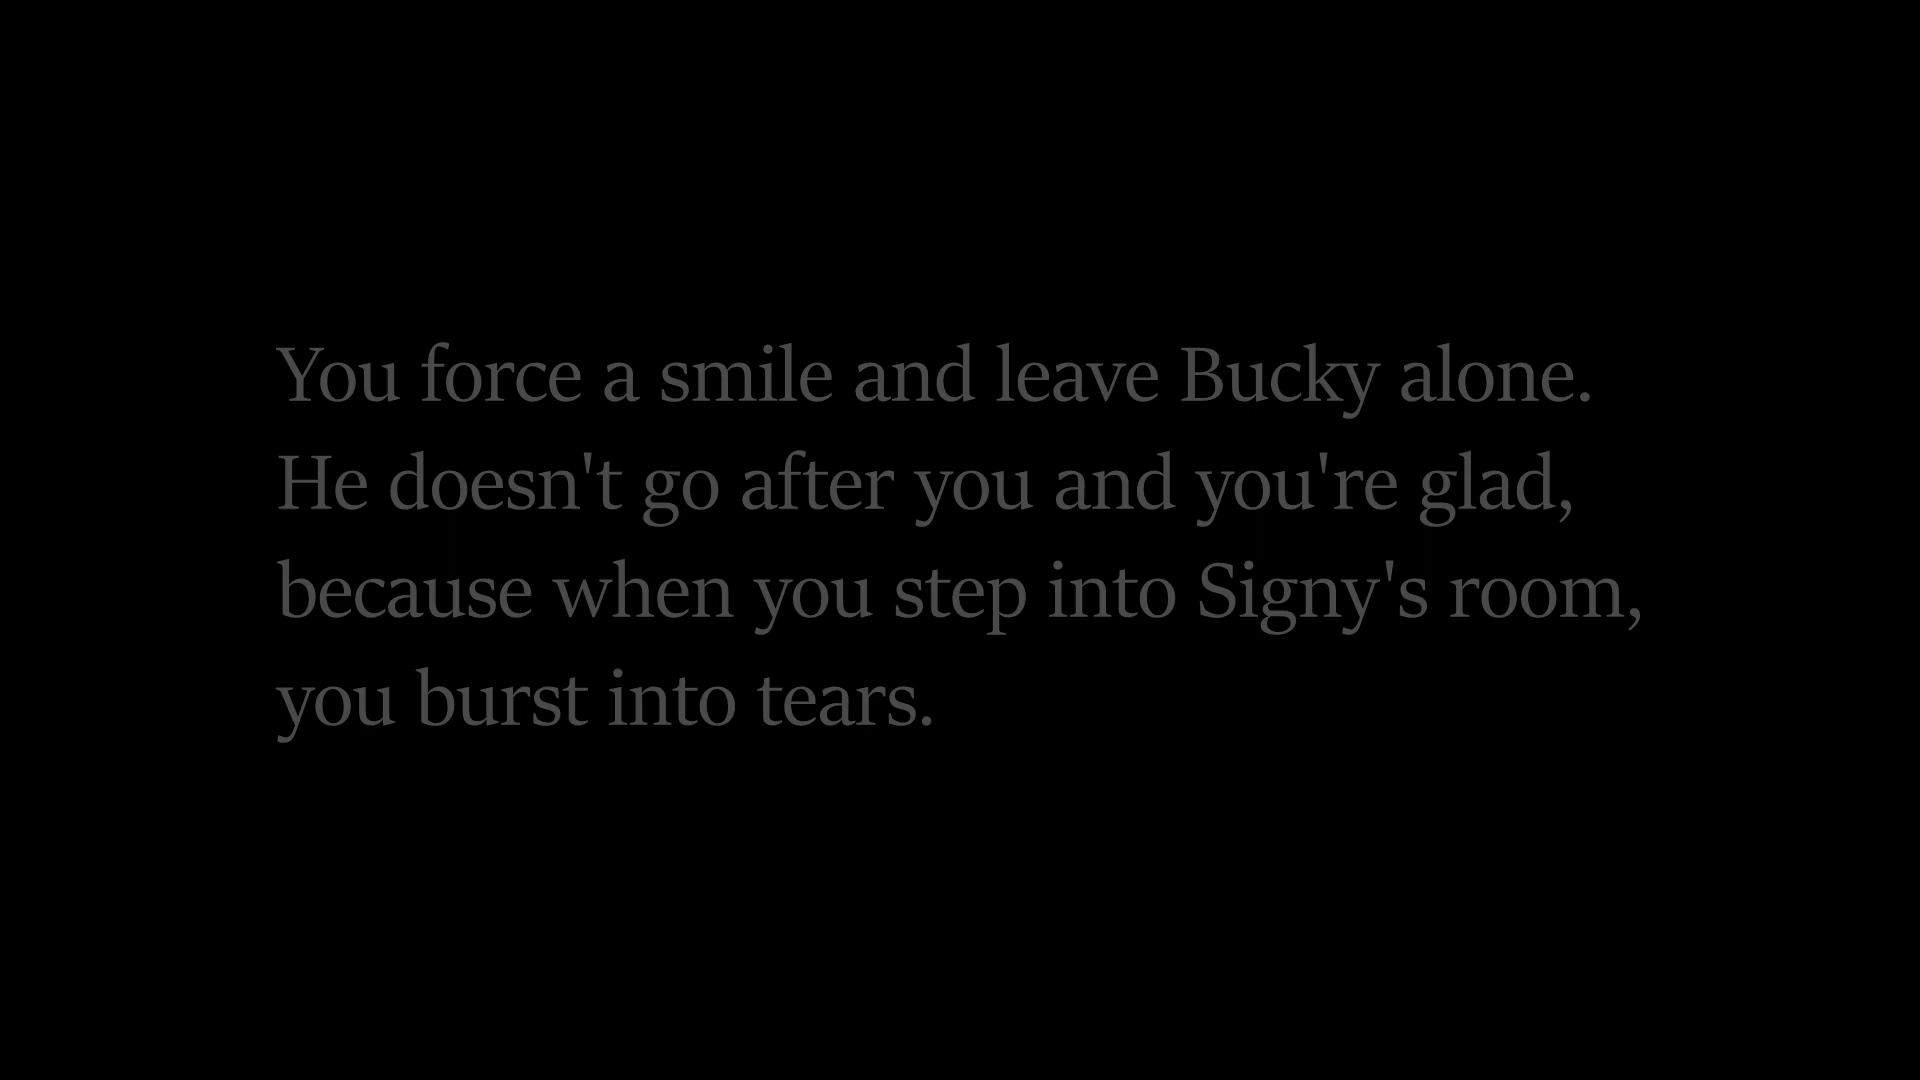 You force a smile and leave Bucky alone.
He doesn't go after you and you're glad,
because when you step into Signy's room,
you burst into tears.